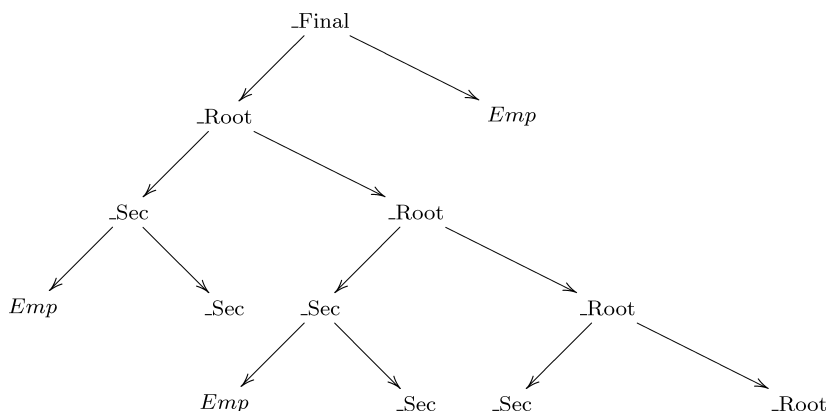 _Final
_Root Emp
_Sec _Root
Emp _Sec _Sec _Root
Emp _Sec _Sec _Root